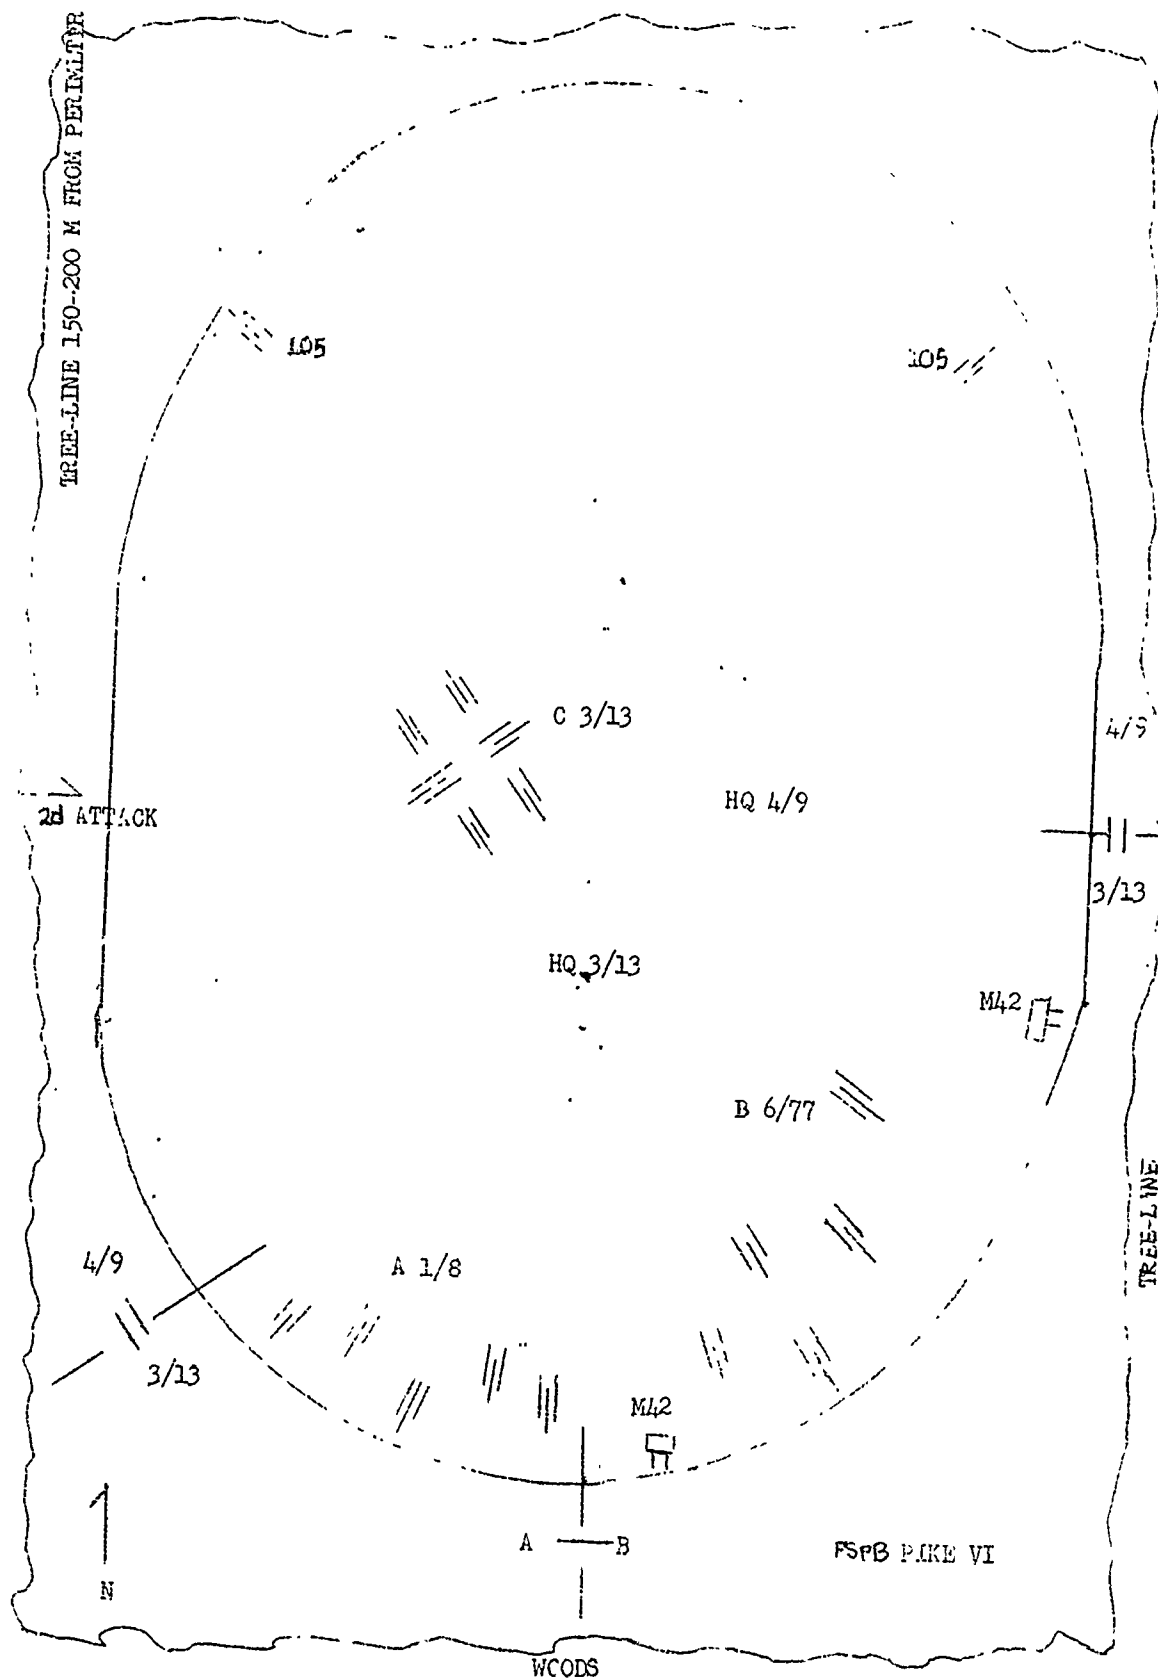 TREE-LINE 150-200 M FROM PERIMETER
105
105
C 3/13
4/9
HQ 4/9
2d ATTACK
3/13
HQ 3/13
M42
B 6/77
TREE-LINE
4/9
A 1/8
3/13
M42
A
B
FSPB PIKE VI
N
WOODS